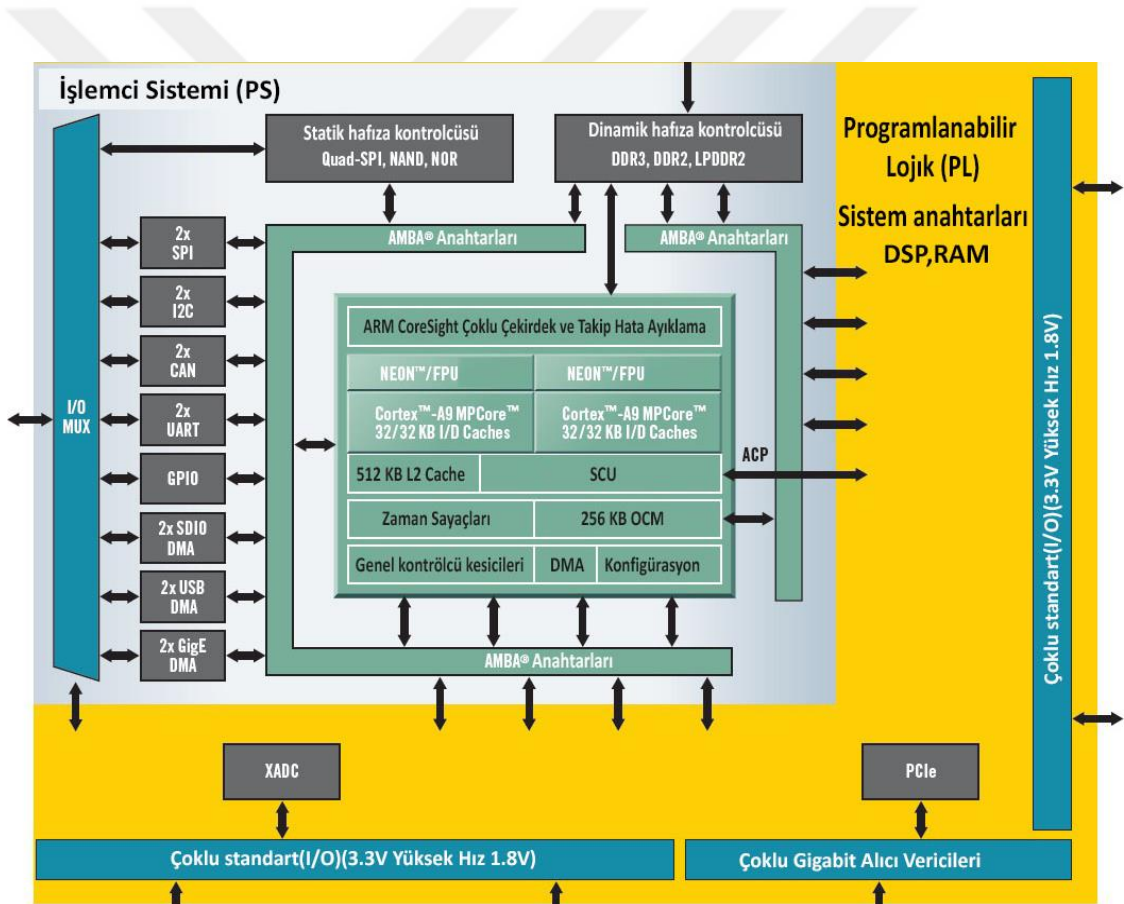 İşlemci Sistemi (PS)
Statik hafıza kontrolcüsü
Quad-SPI, NAND, NOR
Dinamik hafıza kontrolcüsü
DDR3, DDR2, LPDDR2
Programlanabilir
Lojık (PL)
Sistem anahtarları
DSP,RAM
AMBA® Anahtarları
AMBA® Anahtarları
I/O
MUX
2x
SPI
2x
I2C
2x
CAN
2x
UART
GPIO
2x SDIO
DMA
2x USB
DMA
2x GigE
DMA
ARM CoreSight Çoklu Çekirdek ve Takip Hata Ayıklama
NEON™/FPU
NEON™/FPU
Cortex™-A9 MPCore™
32/32 KB I/D Caches
Cortex™-A9 MPCore™
32/32 KB I/D Caches
512 KB L2 Cache
SCU
ACP
Zaman Sayaçları
256 KB OCM
Genel kontrölcü kesicileri
DMA
Konfigürasyon
AMBA® Anahtarları
Çoklu standart(I/O)(3.3V Yüksek Hız 1.8V)
XADC
PCIe
Çoklu standart(I/O)(3.3V Yüksek Hız 1.8V)
Çoklu Gigabit Alıcı Vericileri